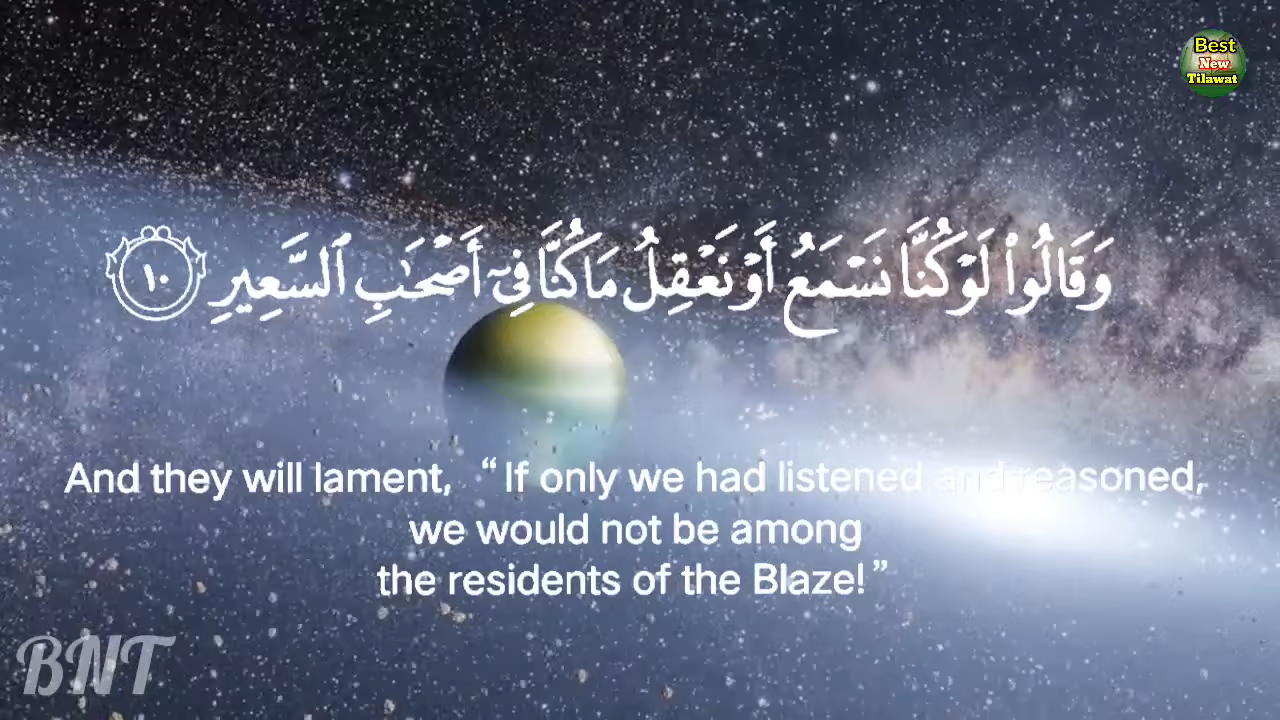 Best
New
Tilawat
وَقَالُوا۟ لَوْ كُنَّا نَسْمَعُ أَوْ نَعْقِلُ مَا كُنَّا فِىٓ أَصْحَٰبِ ٱلسَّعِيرِ ١٠
And they will lament, “If only we had listened and reasoned,
we would not be among
the residents of the Blaze!”
BNT